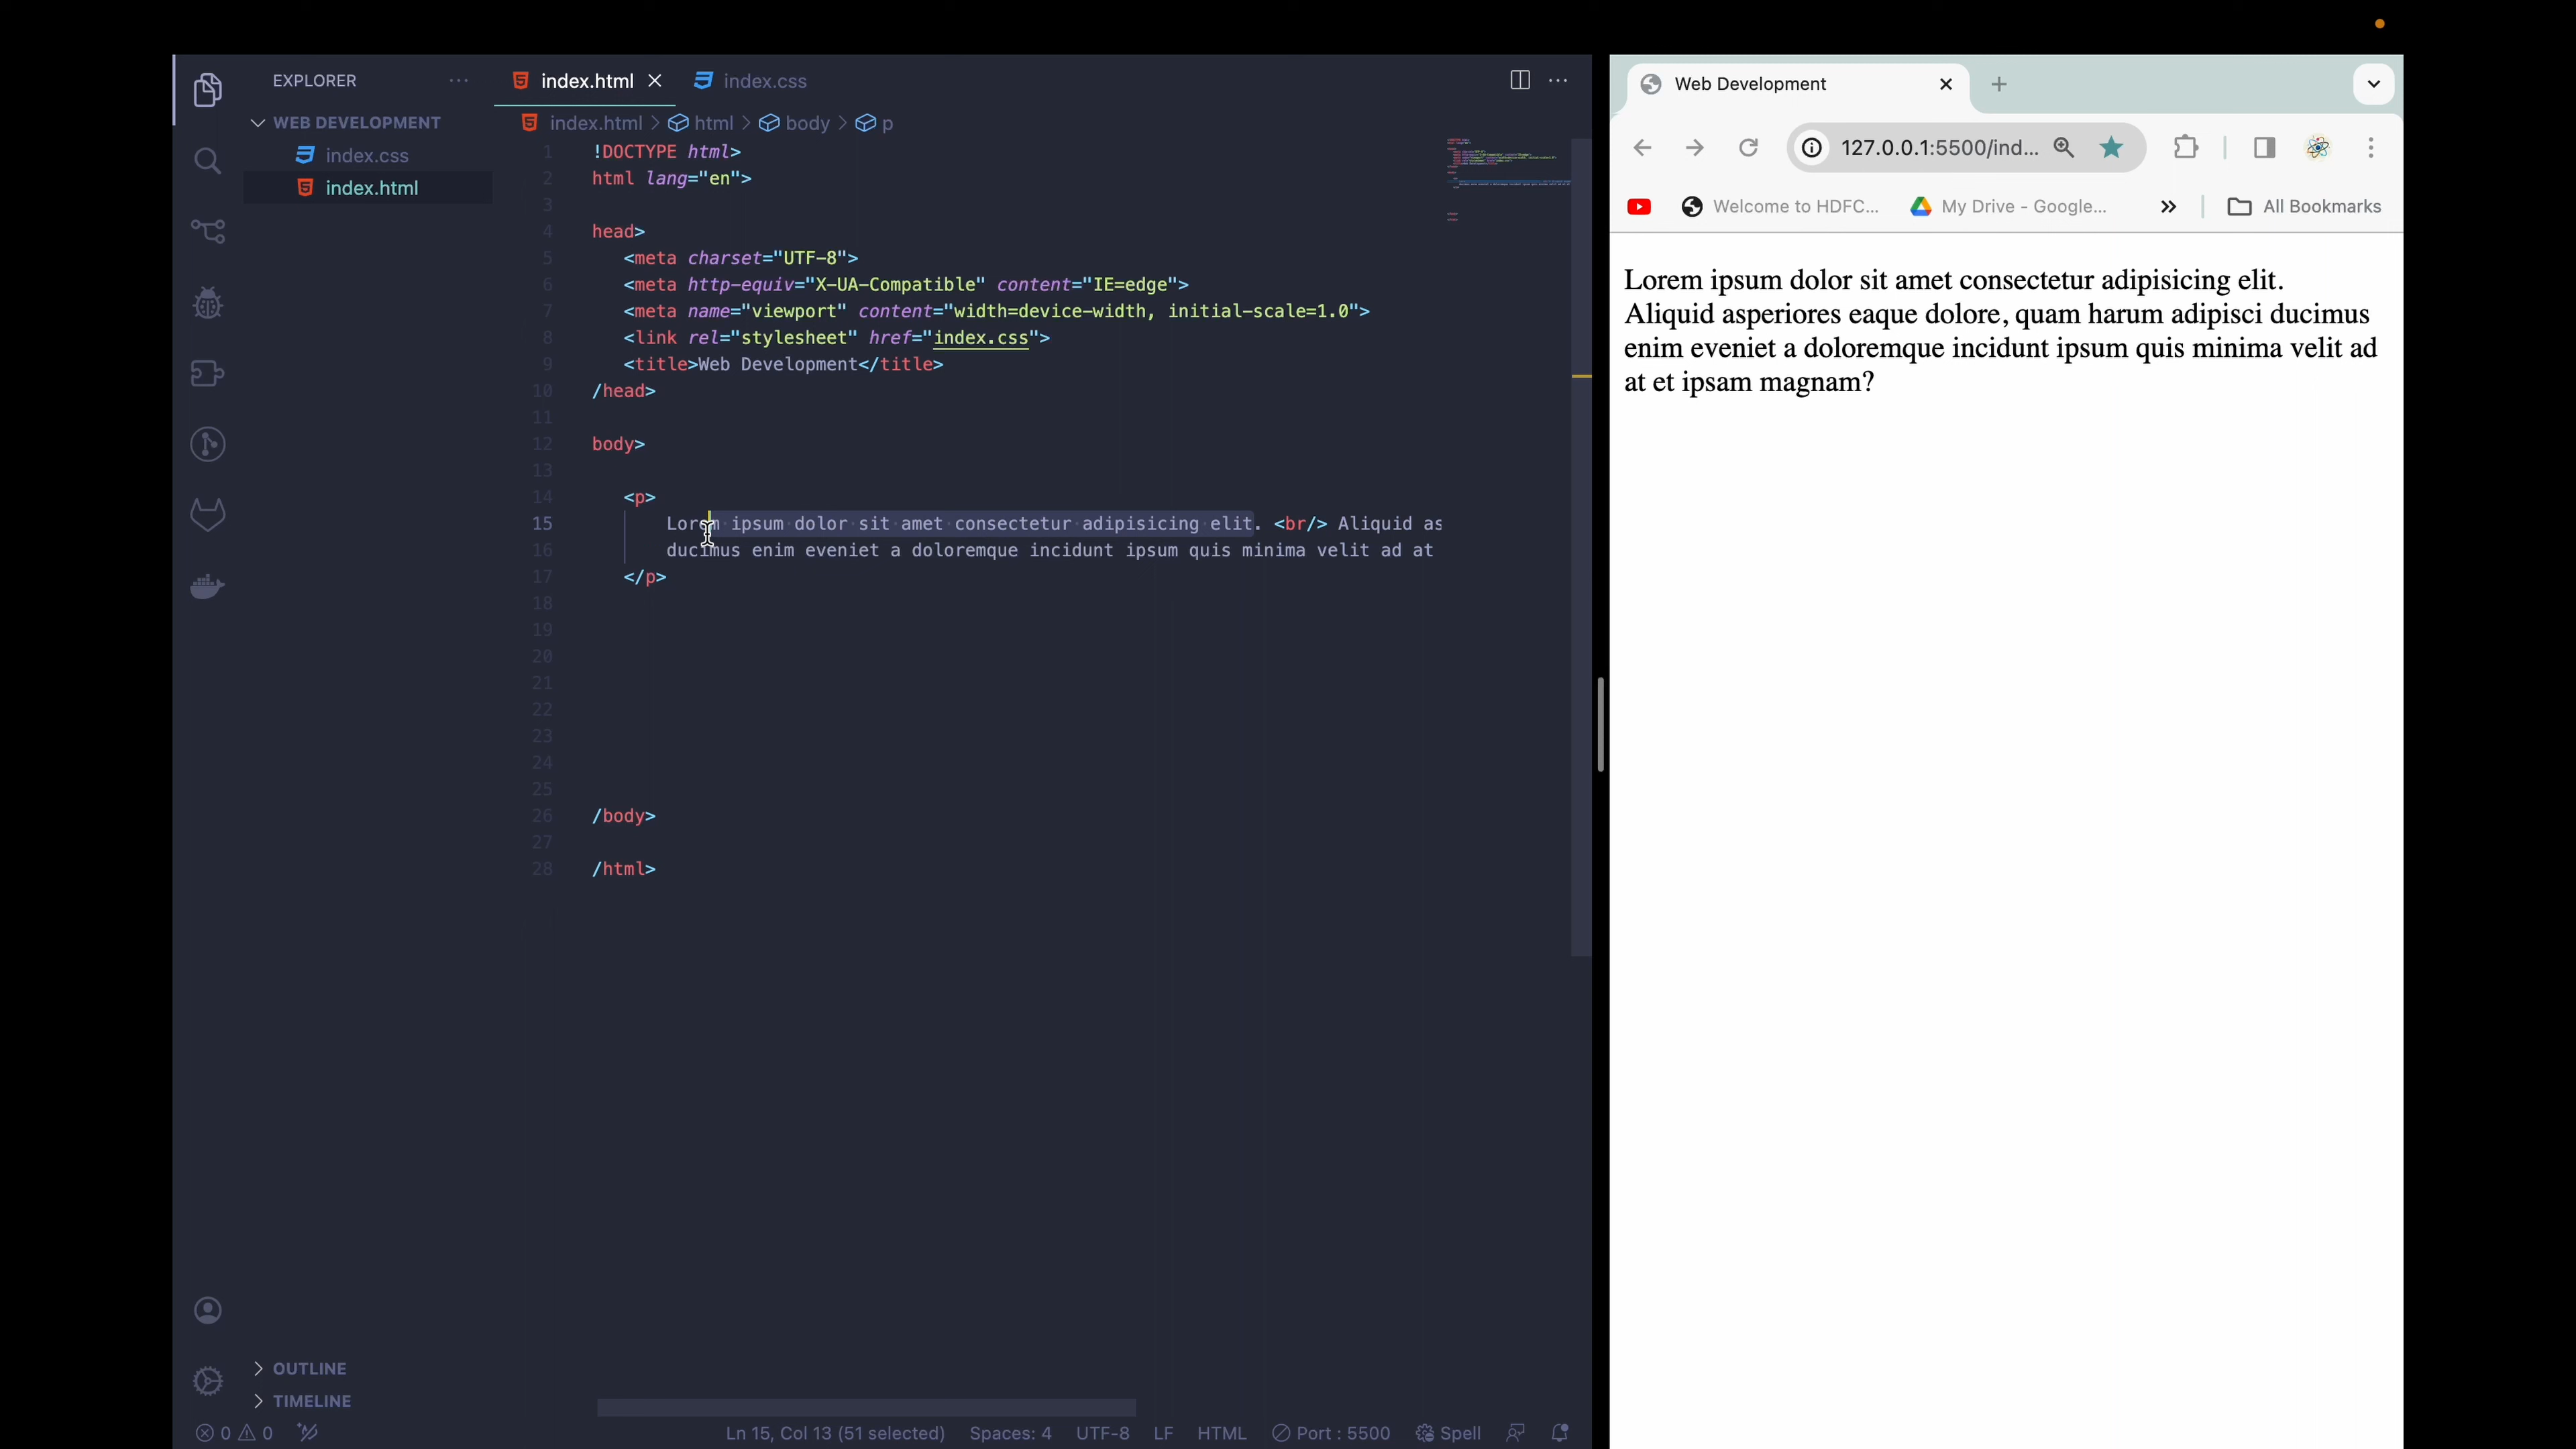 EXPLORER
WEB DEVELOPMENT
index.css
index.html
OUTLINE
TIMELINE
index.html
index.css
index.html > html > body > p
1 !DOCTYPE html>
2 html lang="en">
3
4 head>
5 <meta charset="UTF-8">
6 <meta http-equiv="X-UA-Compatible" content="IE=edge">
7 <meta name="viewport" content="width=device-width, initial-scale=1.0">
8 <link rel="stylesheet" href="index.css">
9 <title>Web Development</title>
10 /head>
11
12 body>
13
14 <p>
15 Lorem ipsum dolor sit amet consectetur adipisicing elit. <br/> Aliquid as
16 ducimus enim eveniet a doloremque incidunt ipsum quis minima velit ad at
17 </p>
18
19
20
21
22
23
24
25
26 /body>
27
28 /html>
0 0
Ln 15, Col 13 (51 selected) Spaces: 4 UTF-8 LF HTML Port : 5500 Spell
Web Development
127.0.0.1:5500/ind...
Welcome to HDFC... My Drive - Google... All Bookmarks
Lorem ipsum dolor sit amet consectetur adipisicing elit.
Aliquid asperiores eaque dolore, quam harum adipisci ducimus
enim eveniet a doloremque incidunt ipsum quis minima velit ad
at et ipsam magnam?